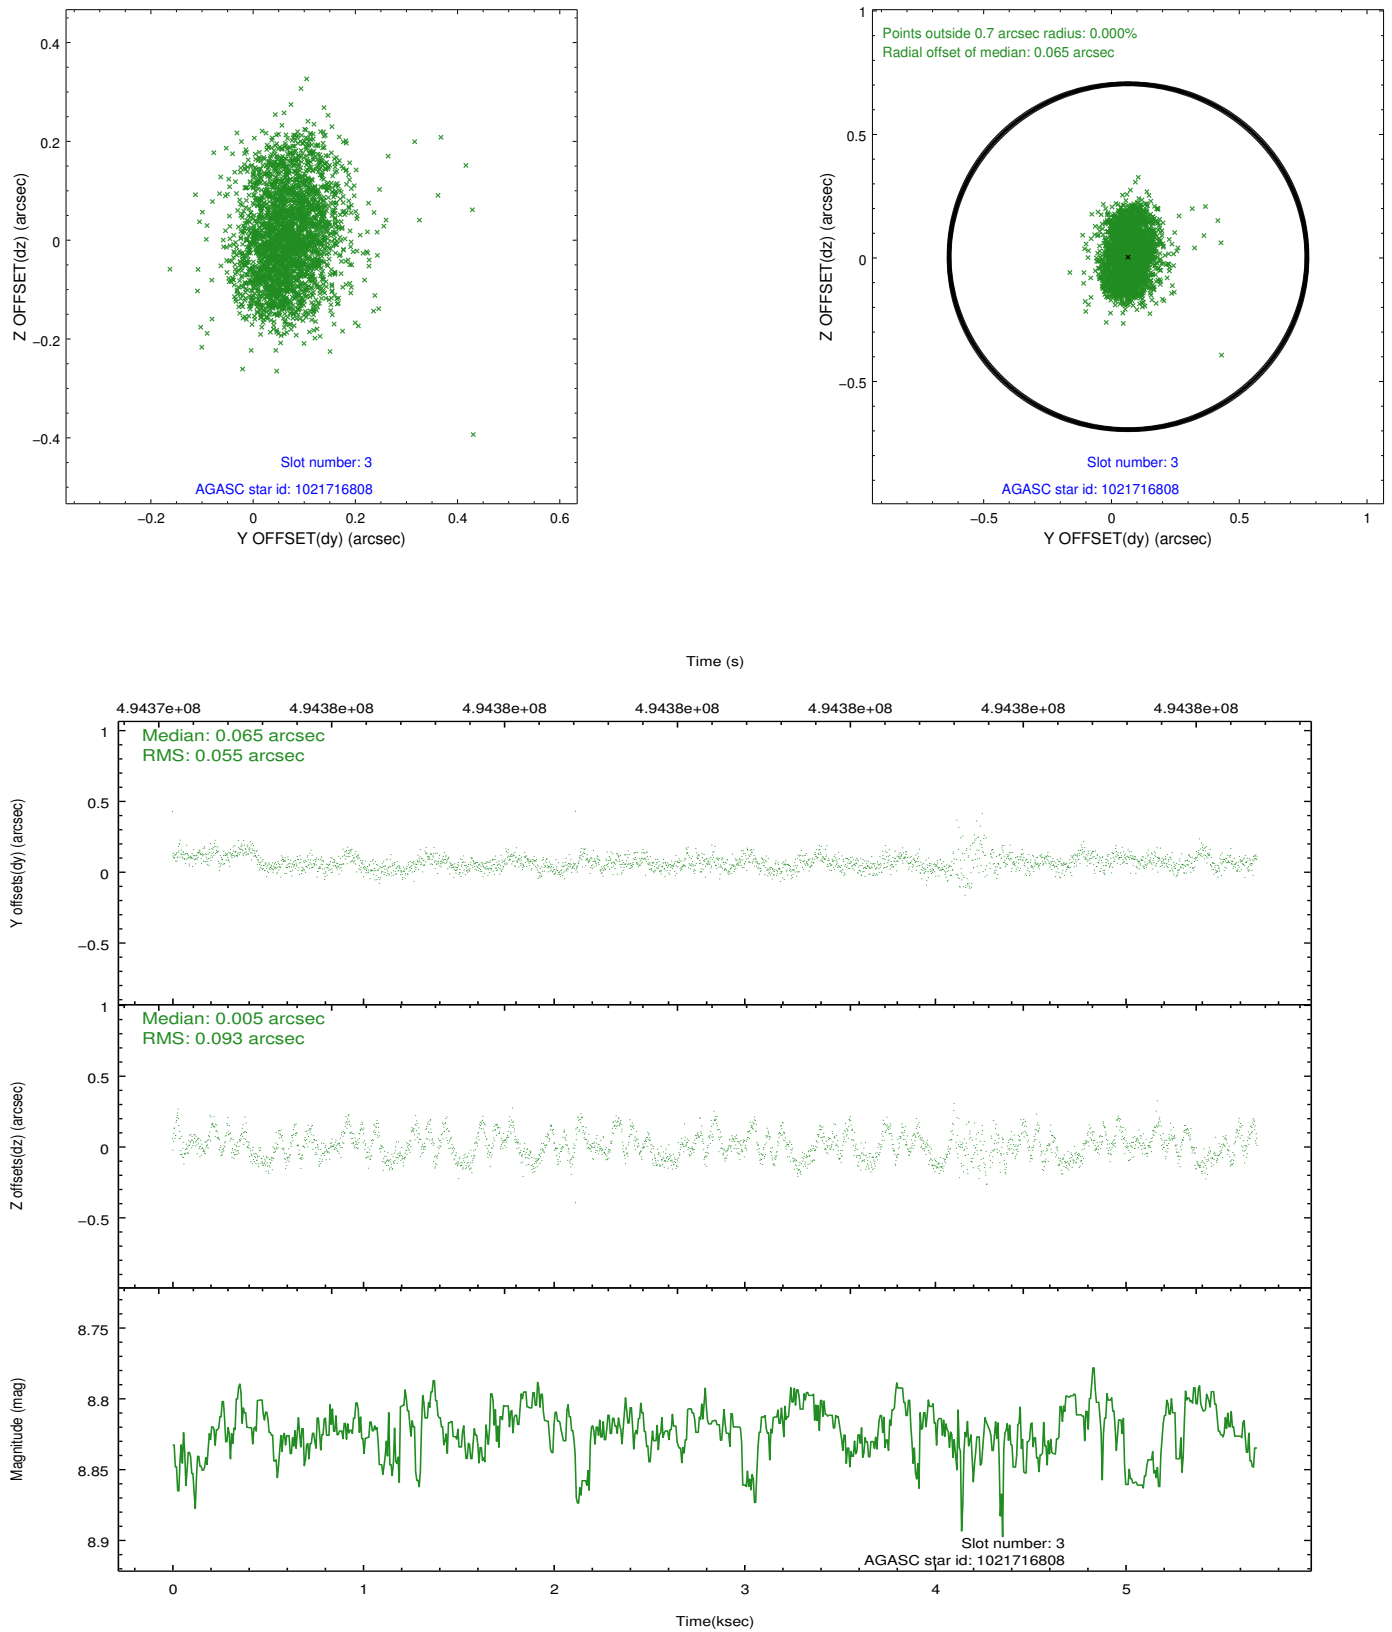 0.4
0.2
0
−0.2
−0.4
Z OFFSET(dz) (arcsec)
Slot number: 3
AGASC star id: 1021716808
−0.2 0 0.2 0.4 0.6
Y OFFSET(dy) (arcsec)
1
0.5
0
−0.5
Z OFFSET(dz) (arcsec)
Points outside 0.7 arcsec radius: 0.000%
Radial offset of median: 0.065 arcsec
Slot number: 3
AGASC star id: 1021716808
−0.5 0 0.5 1
Y OFFSET(dy) (arcsec)
Time (s)
4.9437e+08 4.9438e+08 4.9438e+08 4.9438e+08 4.9438e+08 4.9438e+08 4.9438e+08
Median: 0.065 arcsec
RMS: 0.055 arcsec
1
0.5
0
−0.5
Y offsets(dy) (arcsec)
Median: 0.005 arcsec
RMS: 0.093 arcsec
1
0.5
0
−0.5
Z offsets(dz) (arcsec)
8.75
8.8
8.85
8.9
Magnitude (mag)
Slot number: 3
AGASC star id: 1021716808
0 1 2 3 4 5
Time(ksec)